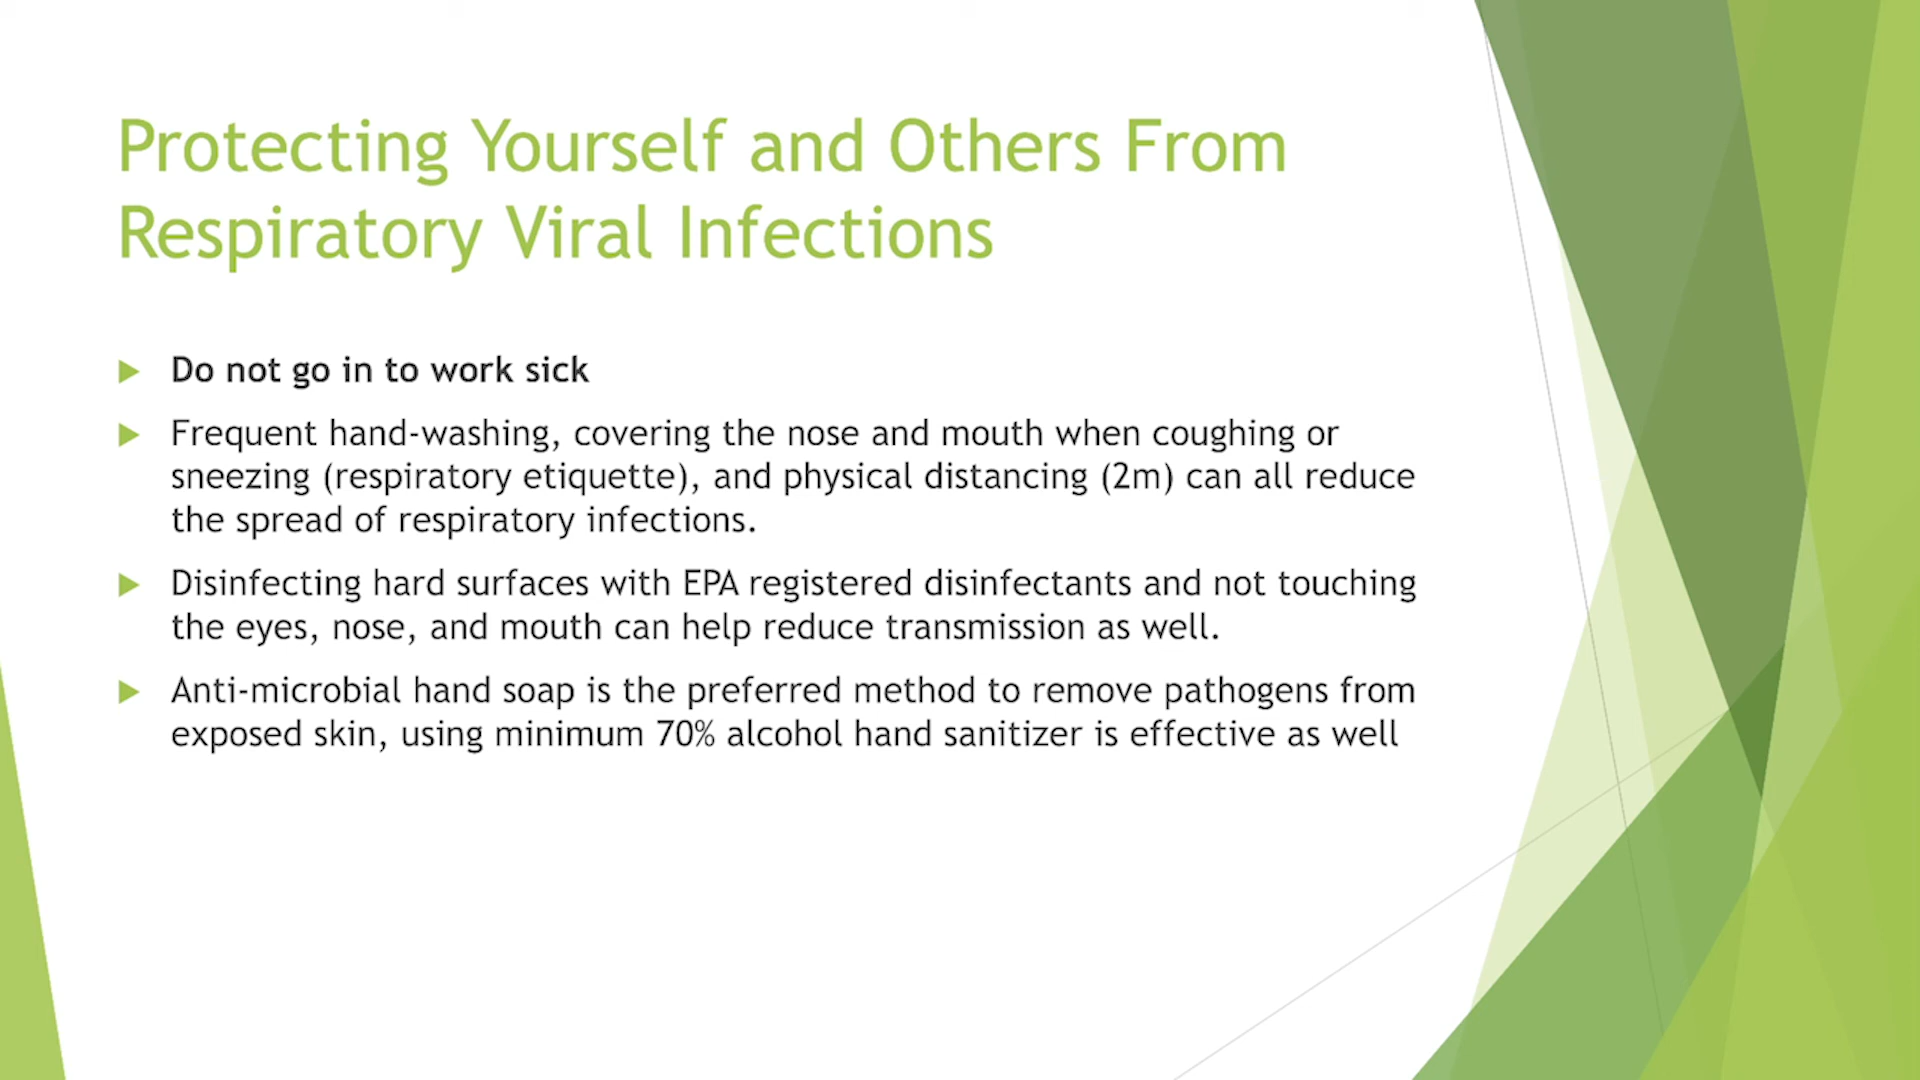 Protecting Yourself and Others From
Respiratory Viral Infections
Do not go in to work sick
Frequent hand-washing, covering the nose and mouth when coughing or
sneezing (respiratory etiquette), and physical distancing (2m) can all reduce
the spread of respiratory infections.
Disinfecting hard surfaces with EPA registered disinfectants and not touching
the eyes, nose, and mouth can help reduce transmission as well.
Anti-microbial hand soap is the preferred method to remove pathogens from
exposed skin, using minimum 70% alcohol hand sanitizer is effective as well